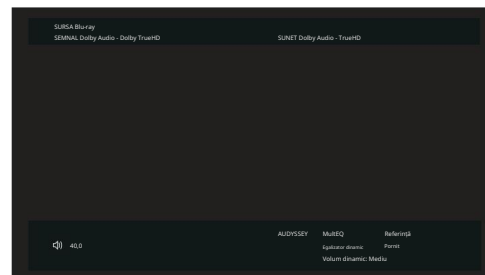 SURSA Blu-ray
SEMNAL Dolby Audio - Dolby TrueHD SUNET Dolby Audio - TrueHD
AUDYSSEY MultEQ Referință
Egalizator dinamic Pornit
40,0
Volum dinamic: Mediu